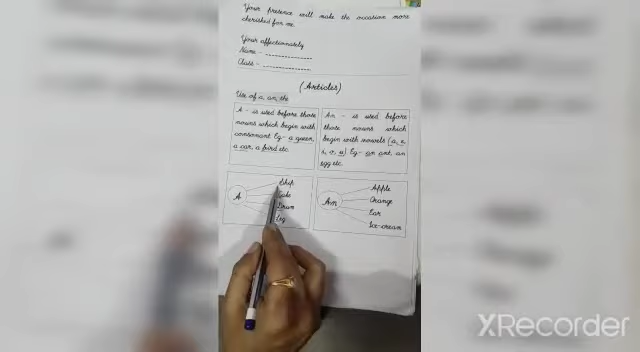 Your presence will make the occasion more
cherished for me.
Your affectionately
Name -
Class -
(Articles)
Use of a, an, the
A - is used before those
nouns which begin with
consonant Eg- a queen,
a car, a bird etc.
An - is used before
those nouns which
begin with vowels (a, e,
i, o, u) Eg- an ant, an
egg etc.
A
Ship
Leg
An
Apple
Orange
Ear
Ice-cream
XRecorder